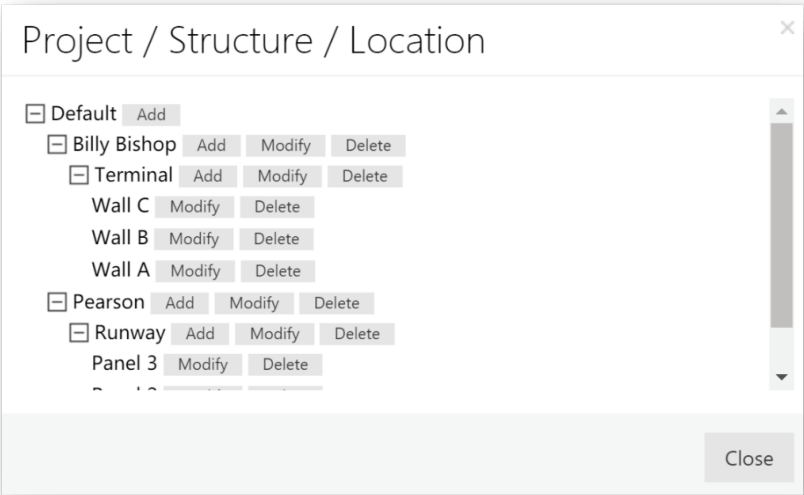 Project / Structure / Location
Default Add
Billy Bishop Add Modify Delete
Terminal Add Modify Delete
Wall C Modify Delete
Wall B Modify Delete
Wall A Modify Delete
Pearson Add Modify Delete
Runway Add Modify Delete
Panel 3 Modify Delete
Close